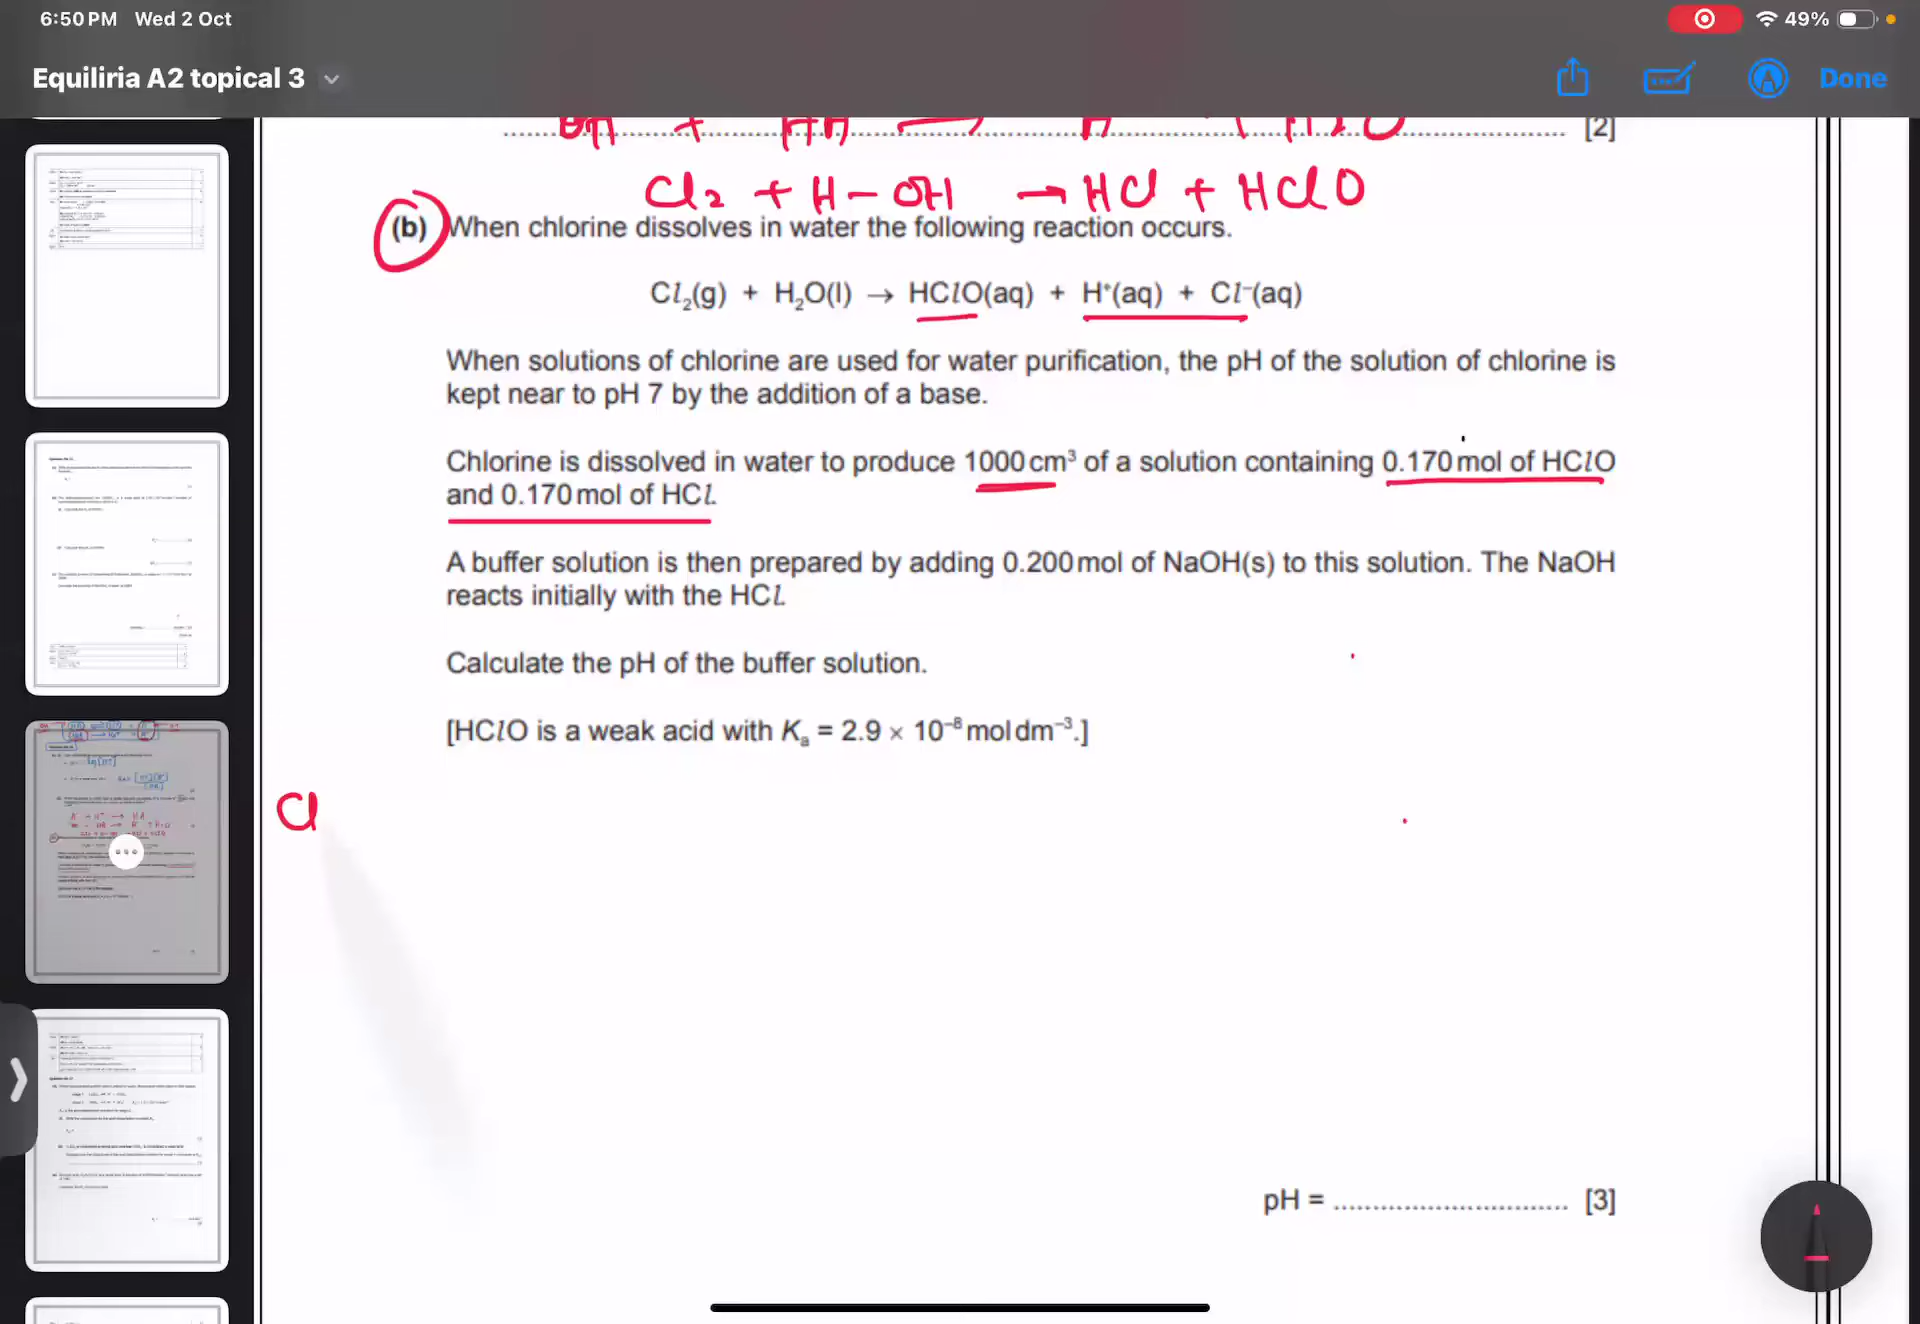 6:50 PM Wed 2 Oct
49%
Equiliria A2 topical 3
Done
[2]
Cl₂ + H-OH → HCl + HClO
(b) When chlorine dissolves in water the following reaction occurs.
Cl₂(g) + H₂O(l) → HClO(aq) + H⁺(aq) + Cl⁻(aq)
When solutions of chlorine are used for water purification, the pH of the solution of chlorine is
kept near to pH 7 by the addition of a base.
Chlorine is dissolved in water to produce 1000 cm³ of a solution containing 0.170 mol of HClO
and 0.170 mol of HCl.
A buffer solution is then prepared by adding 0.200 mol of NaOH(s) to this solution. The NaOH
reacts initially with the HCl.
Calculate the pH of the buffer solution.
[HClO is a weak acid with Kₐ = 2.9 × 10⁻⁸ mol dm⁻³.]
Cl
pH = .............................. [3]